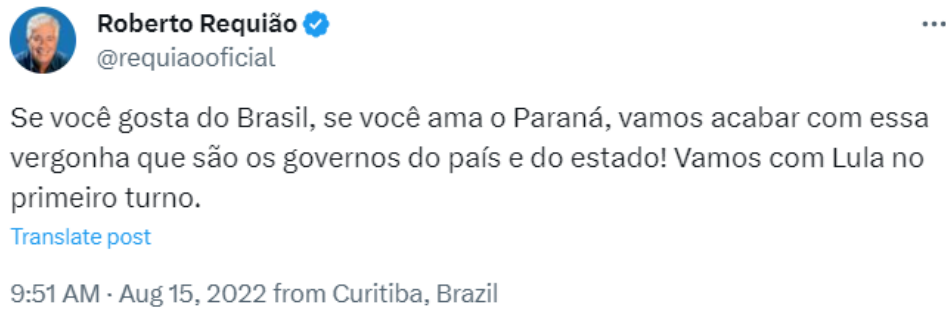 Roberto Requião
@requiaooficial
Se você gosta do Brasil, se você ama o Paraná, vamos acabar com essa
vergonha que são os governos do país e do estado! Vamos com Lula no
primeiro turno.
Translate post
9:51 AM · Aug 15, 2022 from Curitiba, Brazil